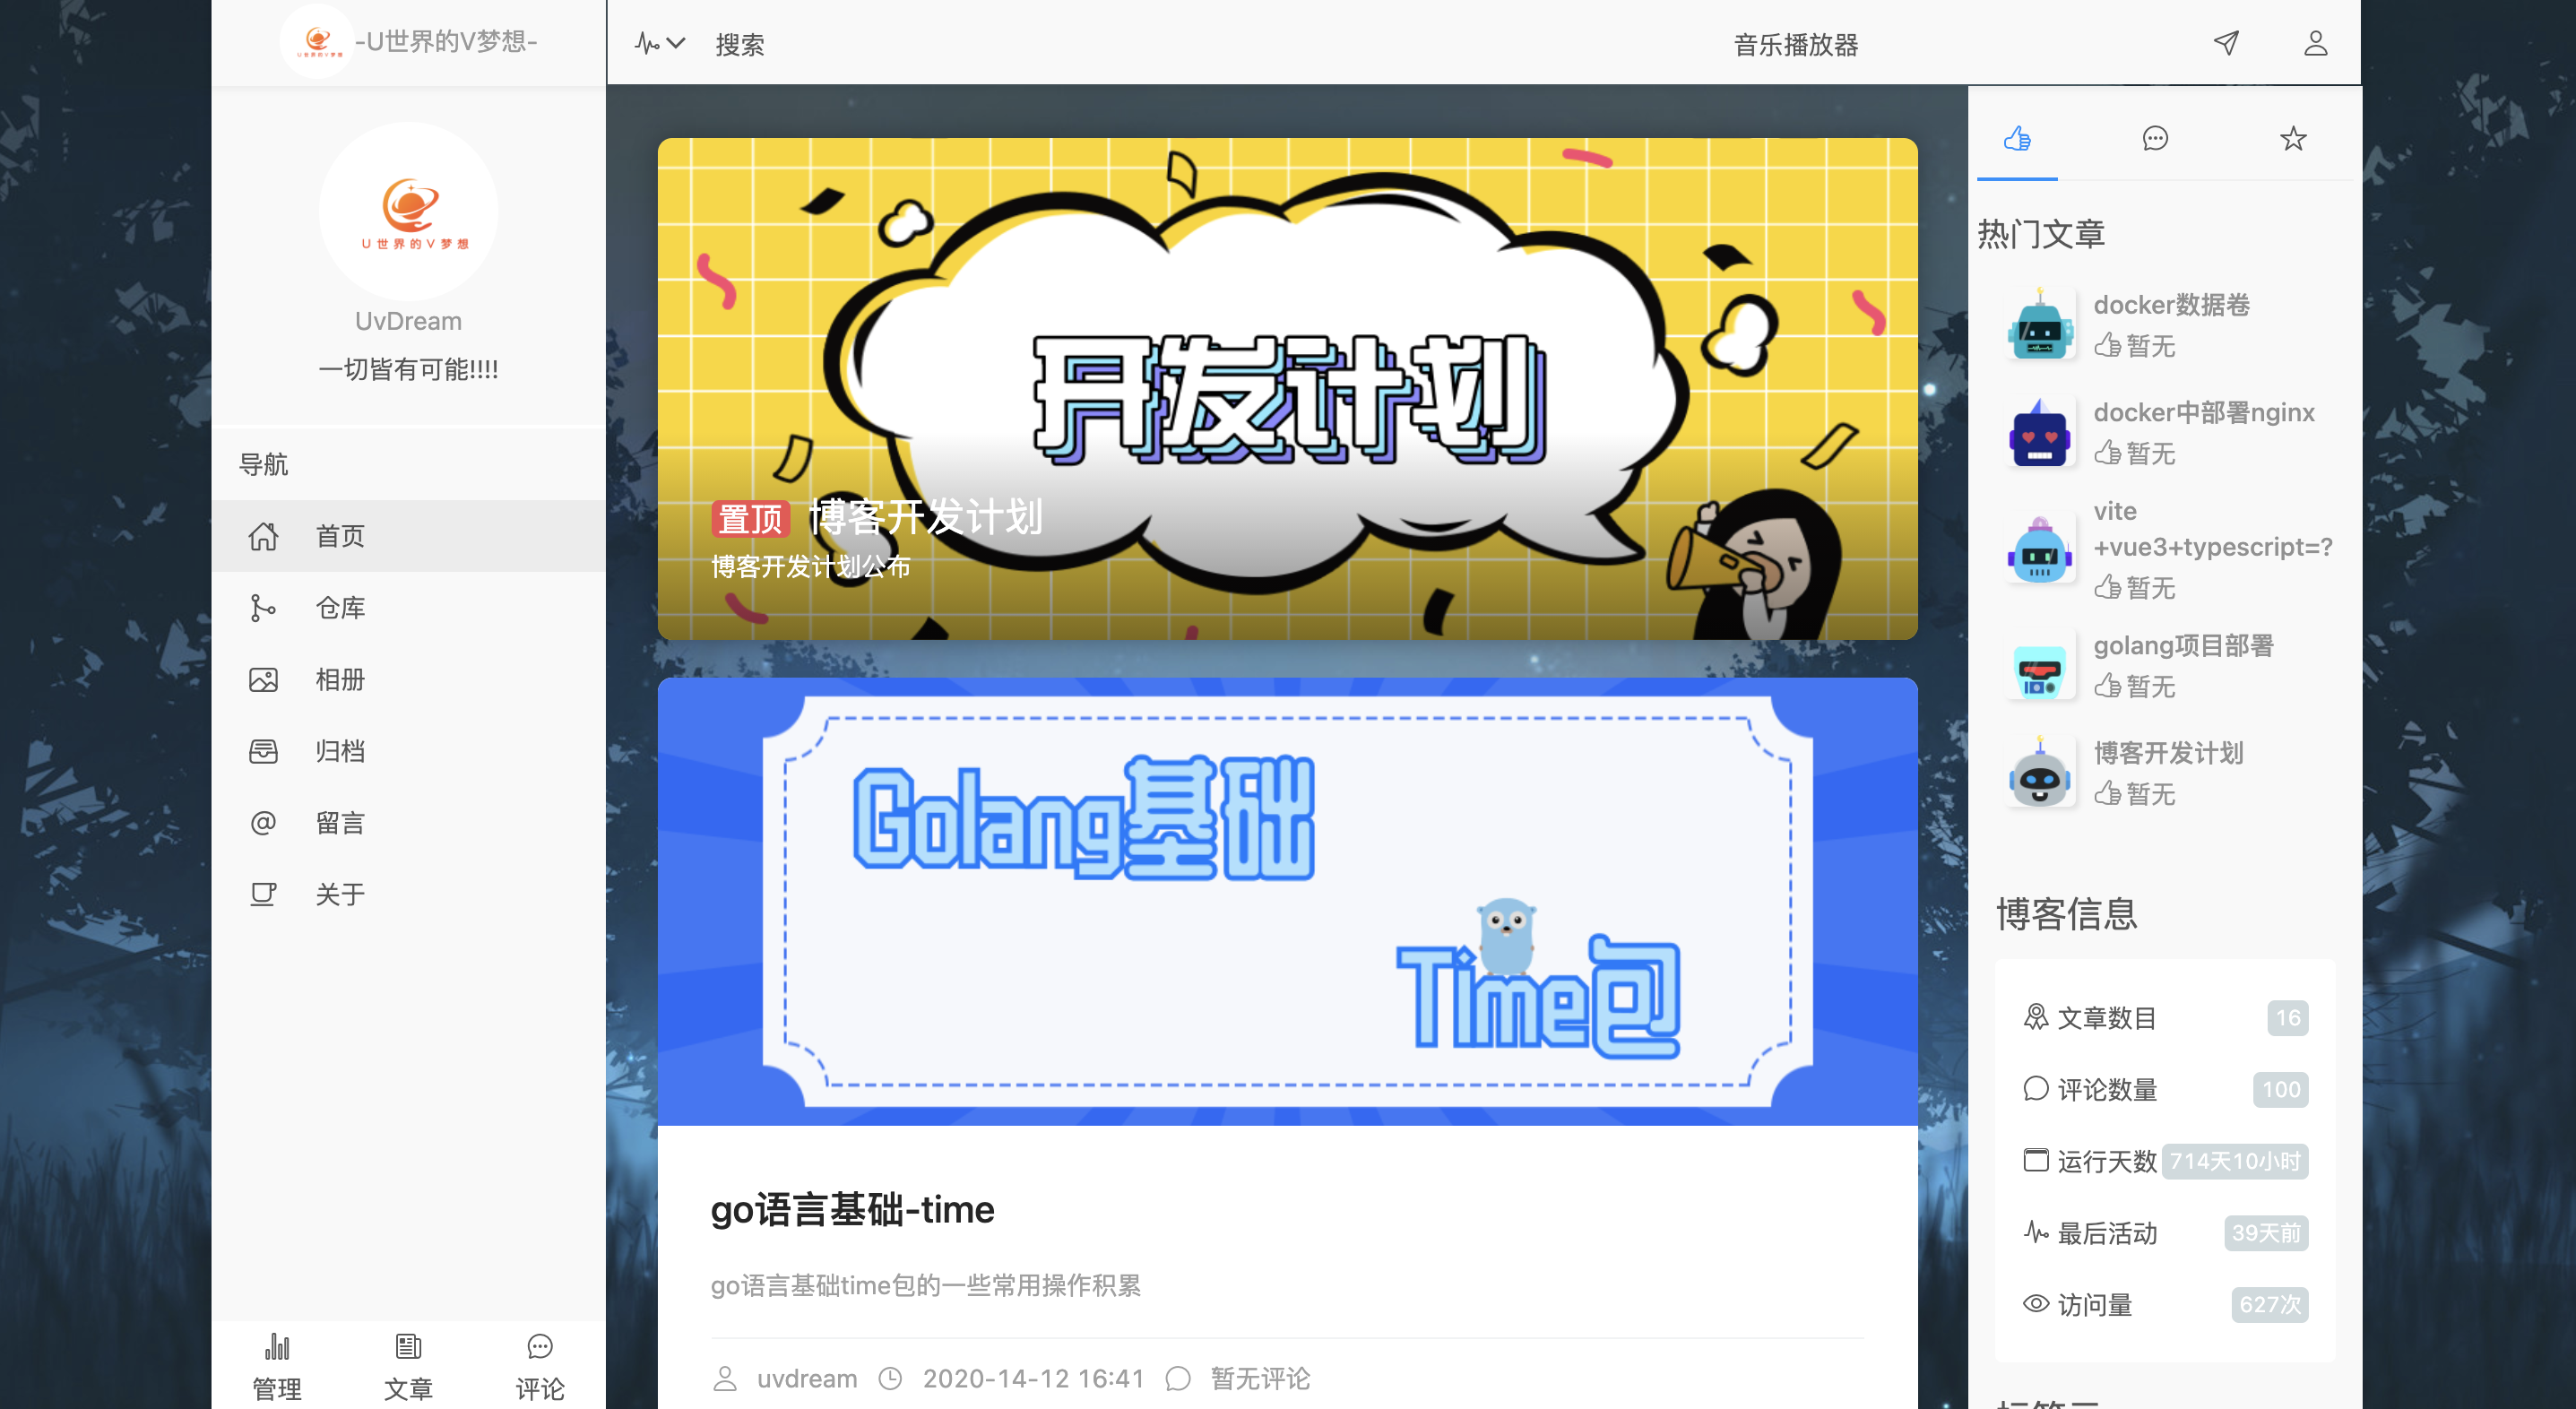 U世界的V梦想
-U世界的V梦想-
搜索
音乐播放器
U世界的V梦想
UvDream
一切皆有可能!!!!
导航
首页
仓库
相册
归档
留言
关于
管理
文章
评论
开发计划
置顶 博客开发计划
博客开发计划公布
Golang基础
Time包
go语言基础-time
go语言基础time包的一些常用操作积累
uvdream 2020-14-12 16:41 暂无评论
热门文章
docker数据卷
暂无
docker中部署nginx
暂无
vite
+vue3+typescript=?
暂无
golang项目部署
暂无
博客开发计划
暂无
博客信息
文章数目 16
评论数量 100
运行天数 714天10小时
最后活动 39天前
访问量 627次